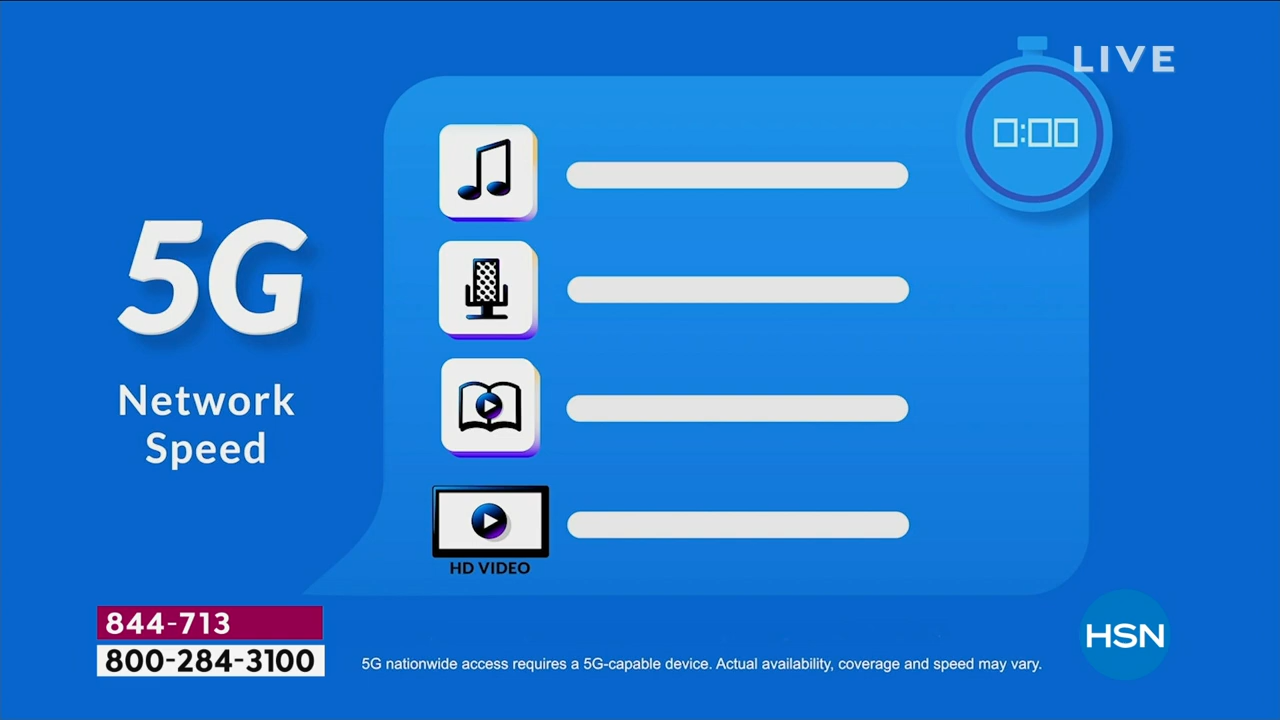 LIVE
0:00
5G
Network
Speed
HD VIDEO
844-713
800-284-3100
5G nationwide access requires a 5G-capable device. Actual availability, coverage and speed may vary.
HSN